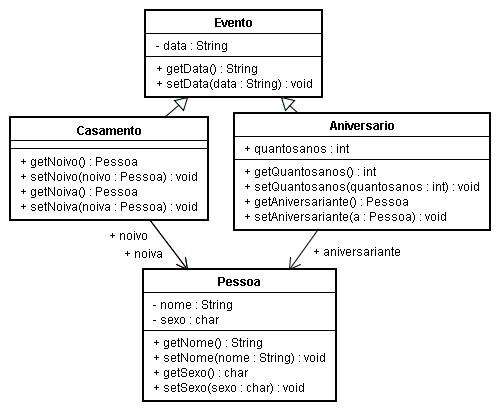 Evento
- data : String
+ getData() : String
+ setData(data : String) : void
Casamento
+ getNoivo() : Pessoa
+ setNoivo(noivo : Pessoa) : void
+ getNoiva() : Pessoa
+ setNoiva(noiva : Pessoa) : void
Aniversario
+ quantosanos : int
+ getQuantosanos() : int
+ setQuantosanos(quantosanos : int) : void
+ getAniversariante() : Pessoa
+ setAniversariante(a : Pessoa) : void
+ noivo
+ noiva
+ aniversariante
Pessoa
- nome : String
- sexo : char
+ getNome() : String
+ setNome(nome : String) : void
+ getSexo() : char
+ setSexo(sexo : char) : void